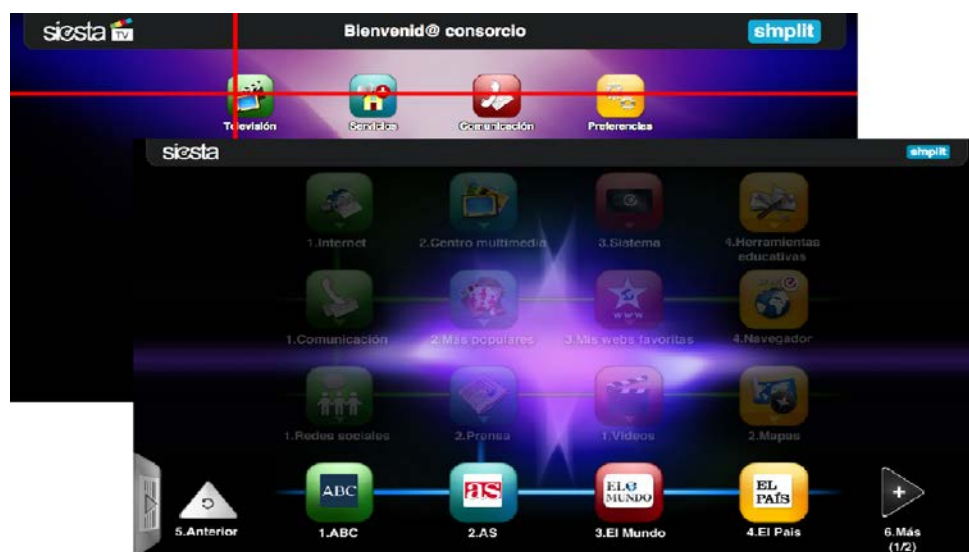 siesta TV
Bienvenid@ consorcio
simplit
Televisión
Servicios
Comunicación
Preferencias
siesta
simplit
1.Internet
2.Centro multimedia
3.Sistema
4.Herramientas
educativas
1.Comunicación
2.Más populares
WWW
3.Mis webs favoritas
4.Navegador
1.Redes sociales
2.Prensa
1.Vídeos
2.Mapas
ABC
as
EL MUNDO
EL
PAÍS
5.Anterior
1.ABC
2.AS
3.El Mundo
4.El País
6.Más
(1/2)